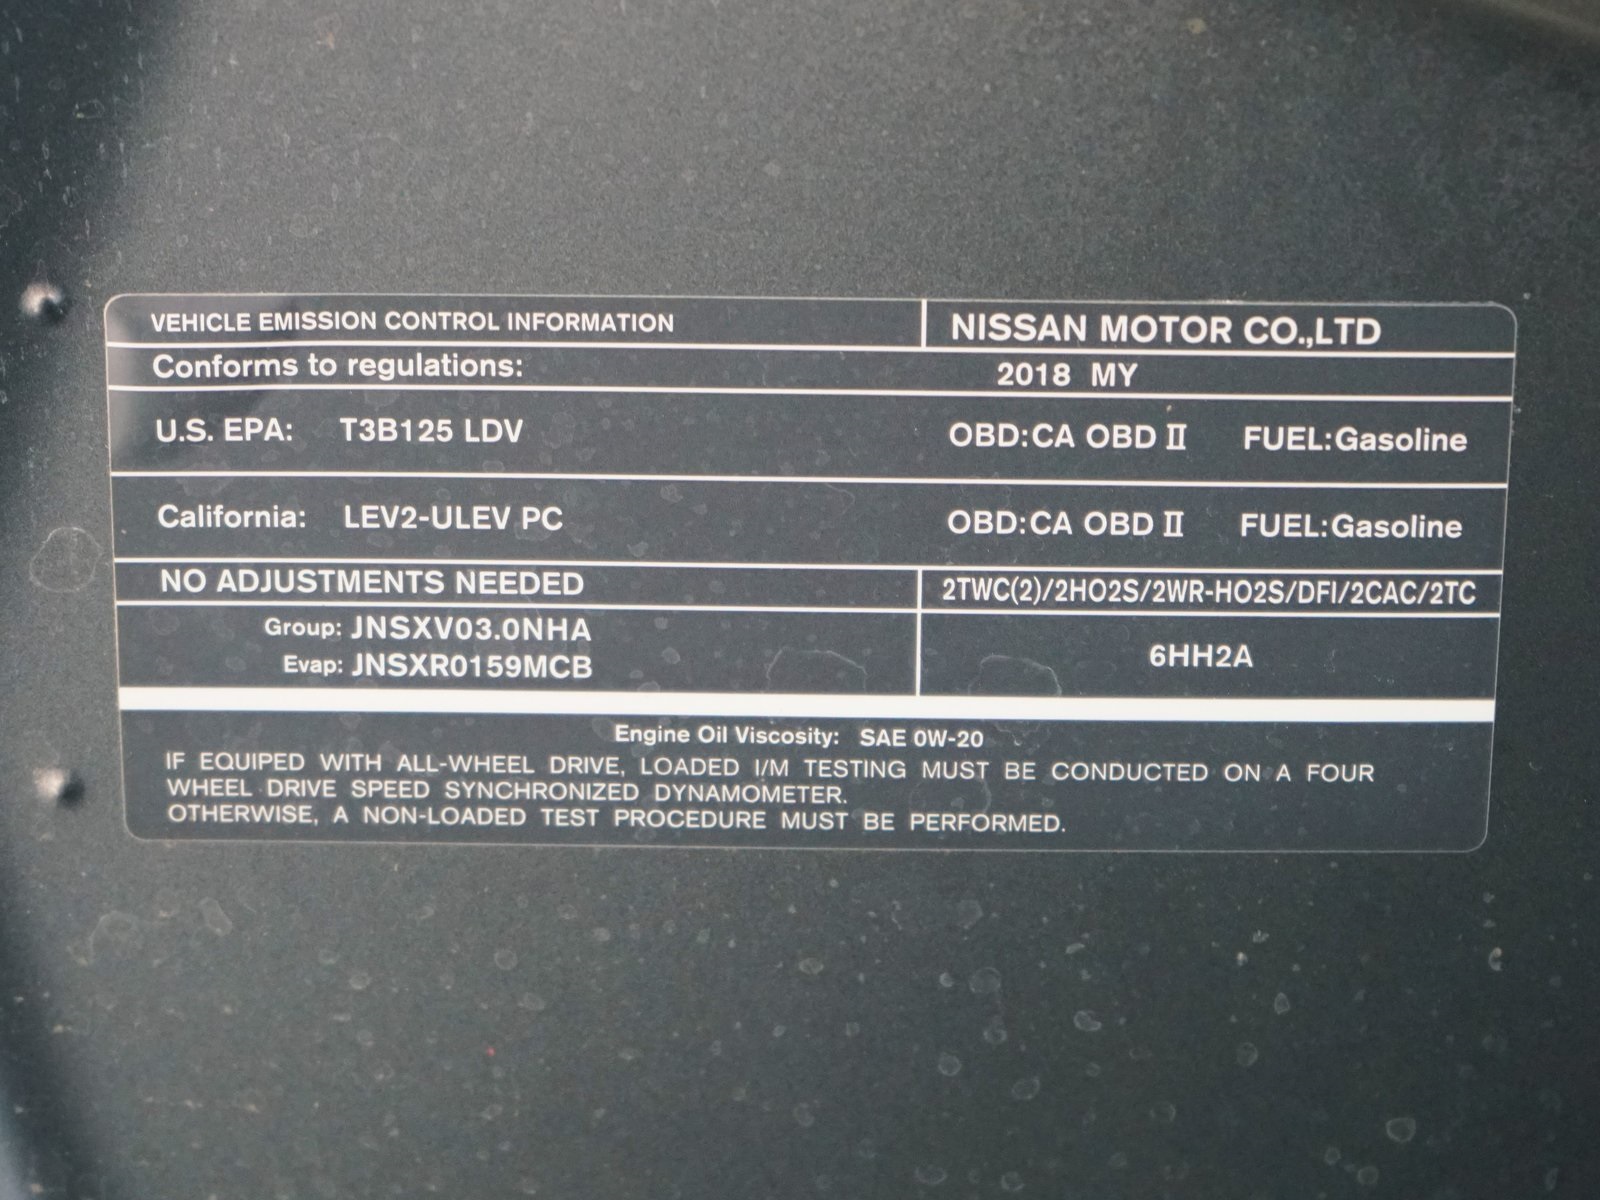 VEHICLE EMISSION CONTROL INFORMATION NISSAN MOTOR CO.,LTD
Conforms to regulations: 2018 MY
U.S. EPA: T3B125 LDV OBD:CA OBD II FUEL:Gasoline
California: LEV2-ULEV PC OBD:CA OBD II FUEL:Gasoline
NO ADJUSTMENTS NEEDED 2TWC(2)/2HO2S/2WR-HO2S/DFI/2CAC/2TC
Group: JNSXV03.0NHA
Evap: JNSXR0159MCB
6HH2A
Engine Oil Viscosity: SAE 0W-20
IF EQUIPED WITH ALL-WHEEL DRIVE, LOADED I/M TESTING MUST BE CONDUCTED ON A FOUR
WHEEL DRIVE SPEED SYNCHRONIZED DYNAMOMETER.
OTHERWISE, A NON-LOADED TEST PROCEDURE MUST BE PERFORMED.